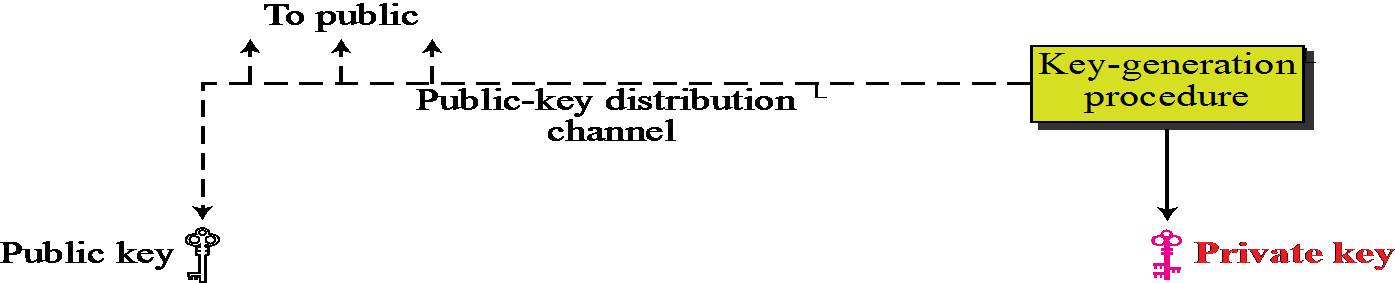 To public
Key-generation
procedure
Public-key distribution
channel
Public key
Private key